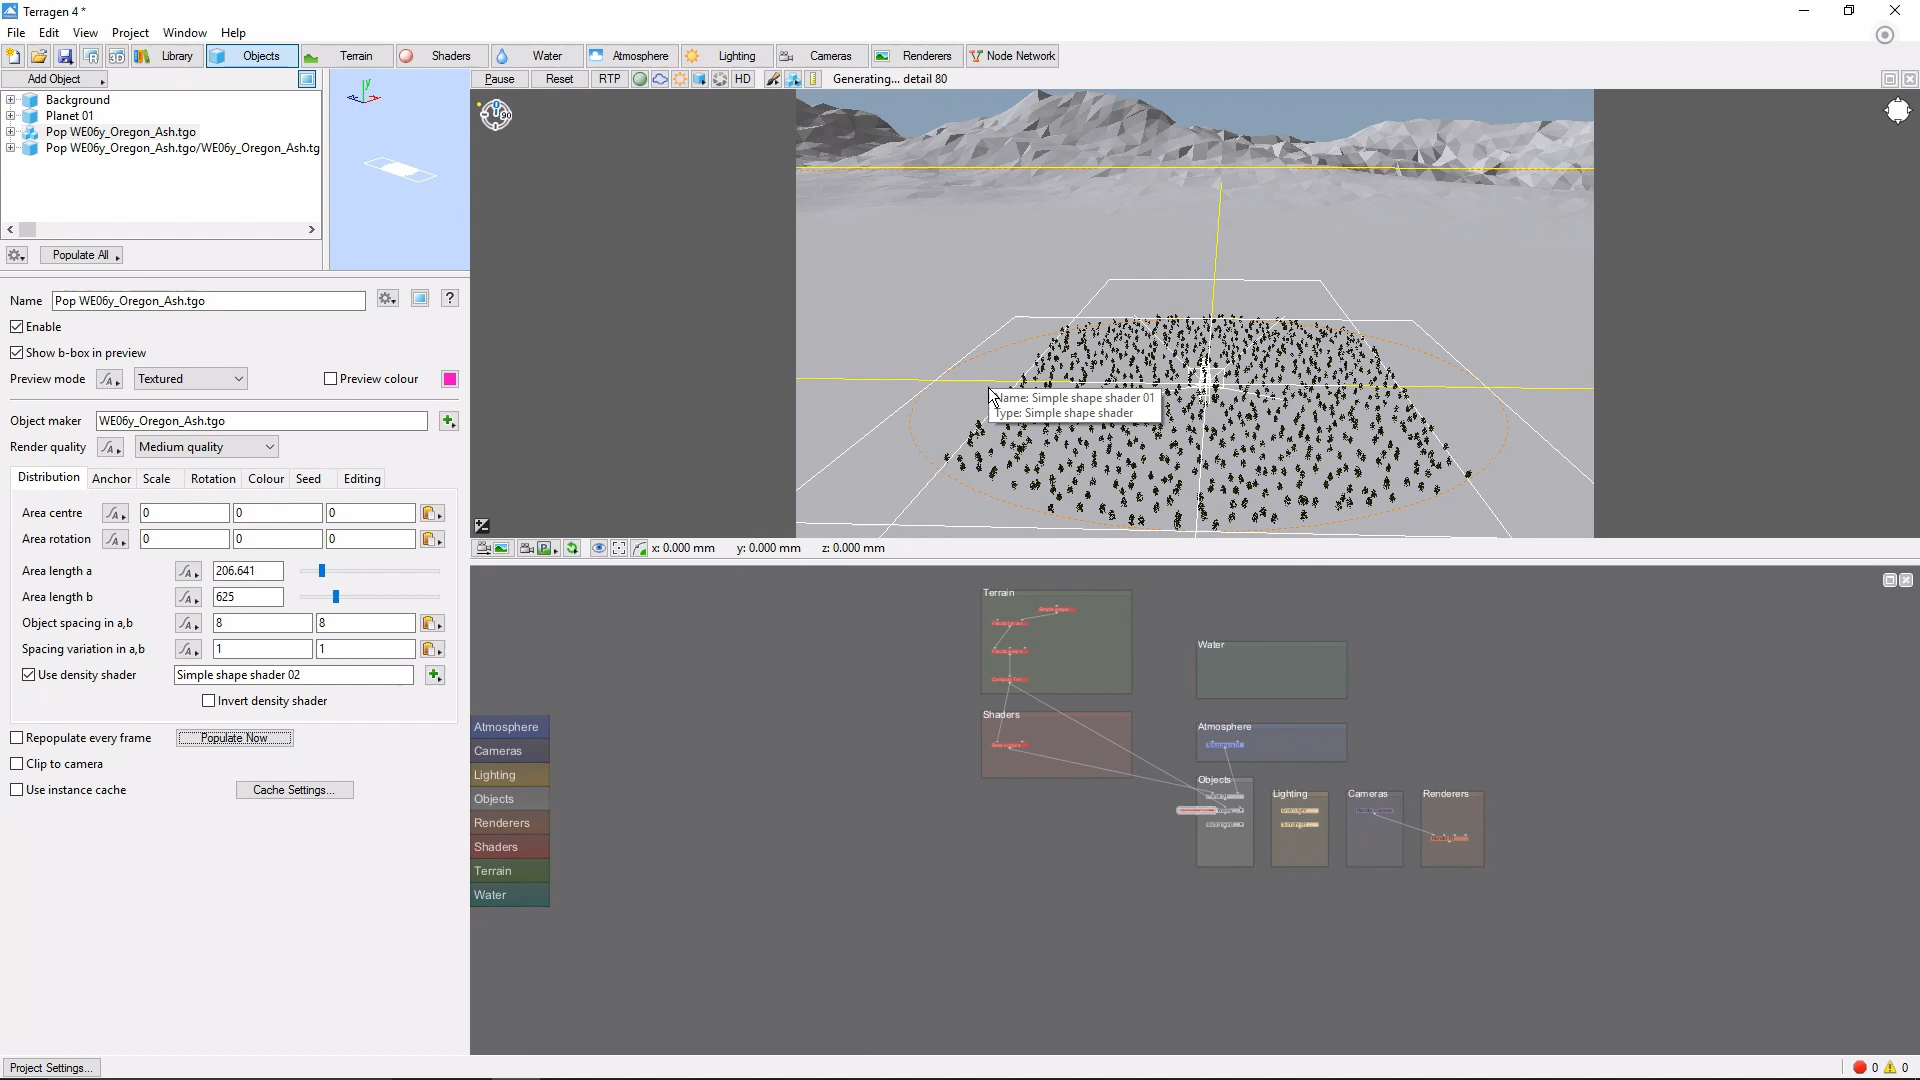 Terragen 4 *
File Edit View Project Window Help
Library Objects Terrain Shaders Water Atmosphere Lighting Cameras Renderers Node Network
Add Object
Pause Reset RTP HD Generating... detail 80
Background
Planet 01
Pop WE06y_Oregon_Ash.tgo
Pop WE06y_Oregon_Ash.tgo/WE06y_Oregon_Ash.tg
Populate All
Name Pop WE06y_Oregon_Ash.tgo
Enable
Show b-box in preview
Preview mode Textured Preview colour
Object maker WE06y_Oregon_Ash.tgo
Render quality Medium quality
Distribution Anchor Scale Rotation Colour Seed Editing
Area centre 0 0 0
Area rotation 0 0 0
Area length a 206.641
Area length b 625
Object spacing in a,b 8 8
Spacing variation in a,b 1 1
Use density shader Simple shape shader 02
Invert density shader
Repopulate every frame Populate Now
Clip to camera
Use instance cache Cache Settings...
Project Settings...
y
90
Name: Simple shape shader 01
Type: Simple shape shader
x: 0.000 mm y: 0.000 mm z: 0.000 mm
Atmosphere
Cameras
Lighting
Objects
Renderers
Shaders
Terrain
Water
Terrain
Water
Shaders
Atmosphere
Objects
Lighting
Cameras
Renderers
0 0